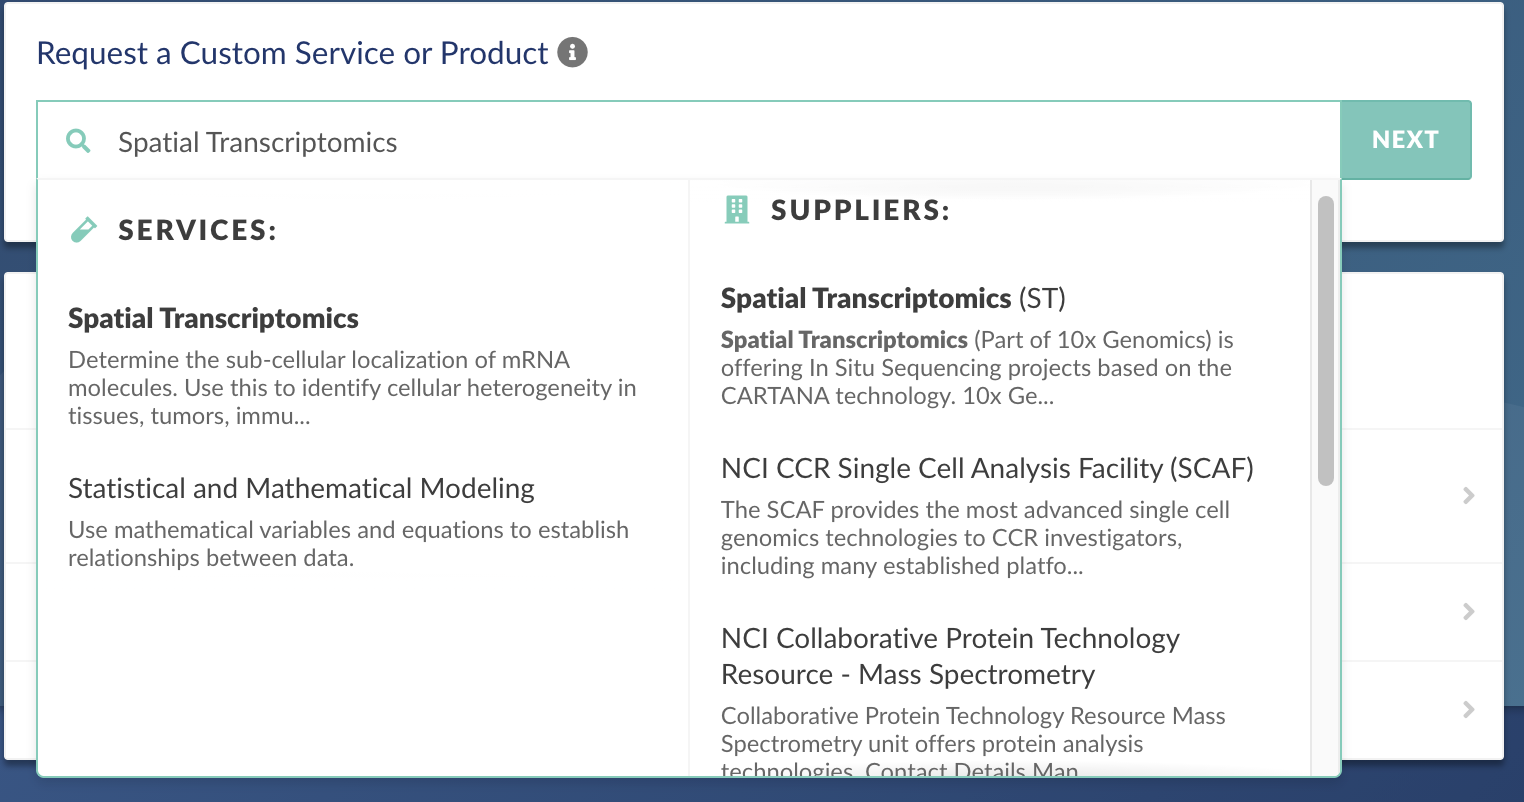 Request a Custom Service or Product
Spatial Transcriptomics
NEXT
SERVICES:
Spatial Transcriptomics
Determine the sub-cellular localization of mRNA
molecules. Use this to identify cellular heterogeneity in
tissues, tumors, immu...
Statistical and Mathematical Modeling
Use mathematical variables and equations to establish
relationships between data.
SUPPLIERS:
Spatial Transcriptomics (ST)
Spatial Transcriptomics (Part of 10x Genomics) is
offering In Situ Sequencing projects based on the
CARTANA technology. 10x Ge...
NCI CCR Single Cell Analysis Facility (SCAF)
The SCAF provides the most advanced single cell
genomics technologies to CCR investigators,
including many established platfo...
NCI Collaborative Protein Technology
Resource - Mass Spectrometry
Collaborative Protein Technology Resource Mass
Spectrometry unit offers protein analysis
technologies. Contact Details Man